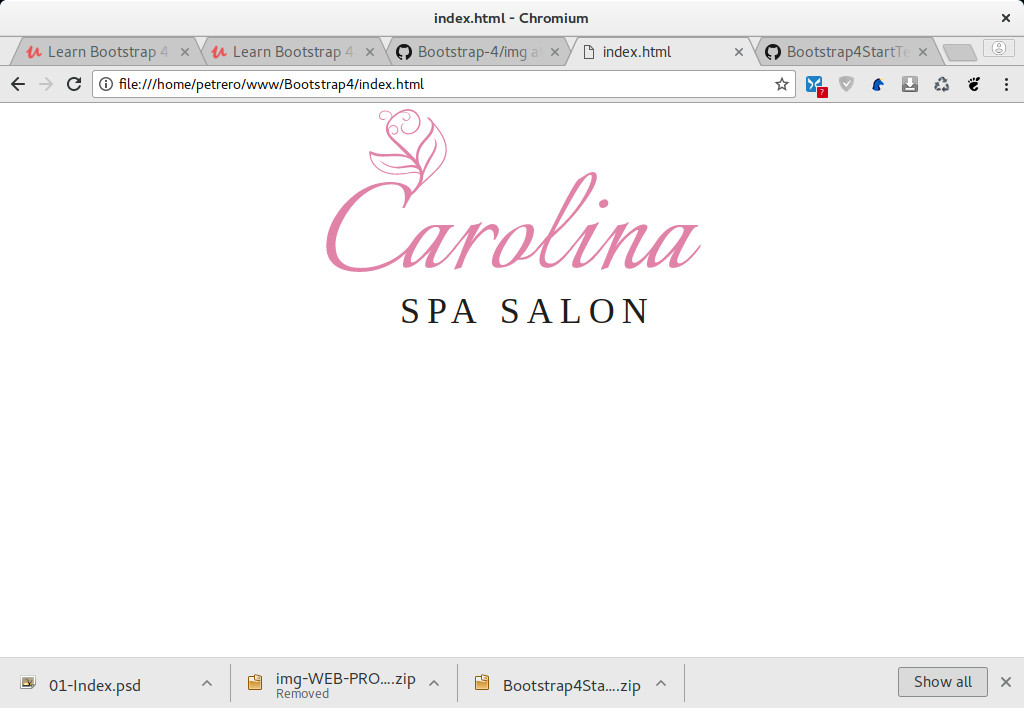 index.html - Chromium
Learn Bootstrap 4
Learn Bootstrap 4
Bootstrap-4/img a
index.html
Bootstrap4StartTe
file:///home/petrero/www/Bootstrap4/index.html
?
Carolina
SPA SALON
01-Index.psd
img-WEB-PRO....zip
Removed
Bootstrap4Sta....zip
Show all